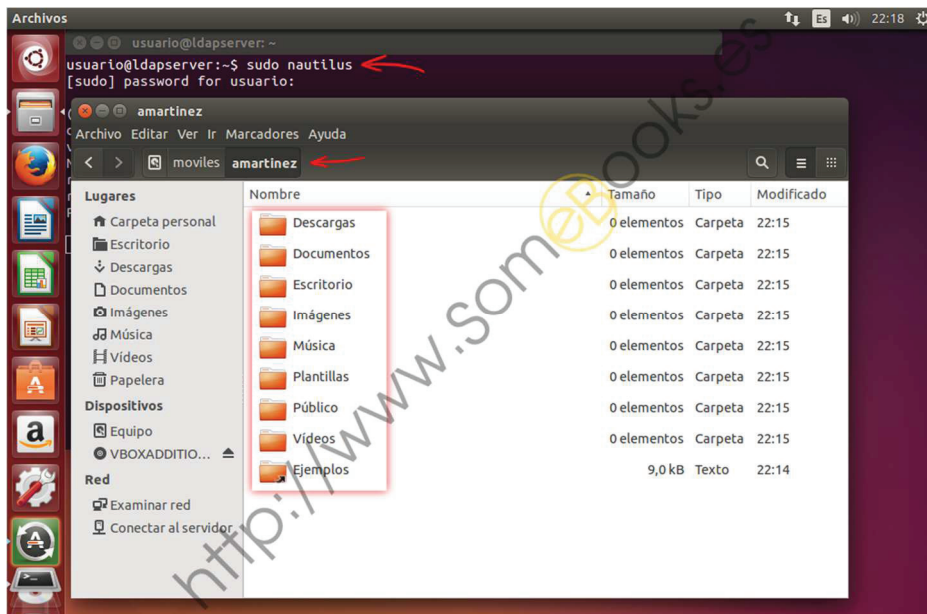 Archivos
Es
22:18
usuario@ldapserver: ~
usuario@ldapserver:~$ sudo nautilus
[sudo] password for usuario:
amartinez
Archivo Editar Ver Ir Marcadores Ayuda
moviles amartinez
Lugares
Carpeta personal
Escritorio
Descargas
Documentos
Imágenes
Música
Vídeos
Papelera
Dispositivos
Equipo
VBOXADDITIO...
Red
Examinar red
Conectar al servidor
Nombre Tamaño Tipo Modificado
Descargas 0 elementos Carpeta 22:15
Documentos 0 elementos Carpeta 22:15
Escritorio 0 elementos Carpeta 22:15
Imágenes 0 elementos Carpeta 22:15
Música 0 elementos Carpeta 22:15
Plantillas 0 elementos Carpeta 22:15
Público 0 elementos Carpeta 22:15
Vídeos 0 elementos Carpeta 22:15
Ejemplos 9,0 kB Texto 22:14
http://www.SomeBooks.es